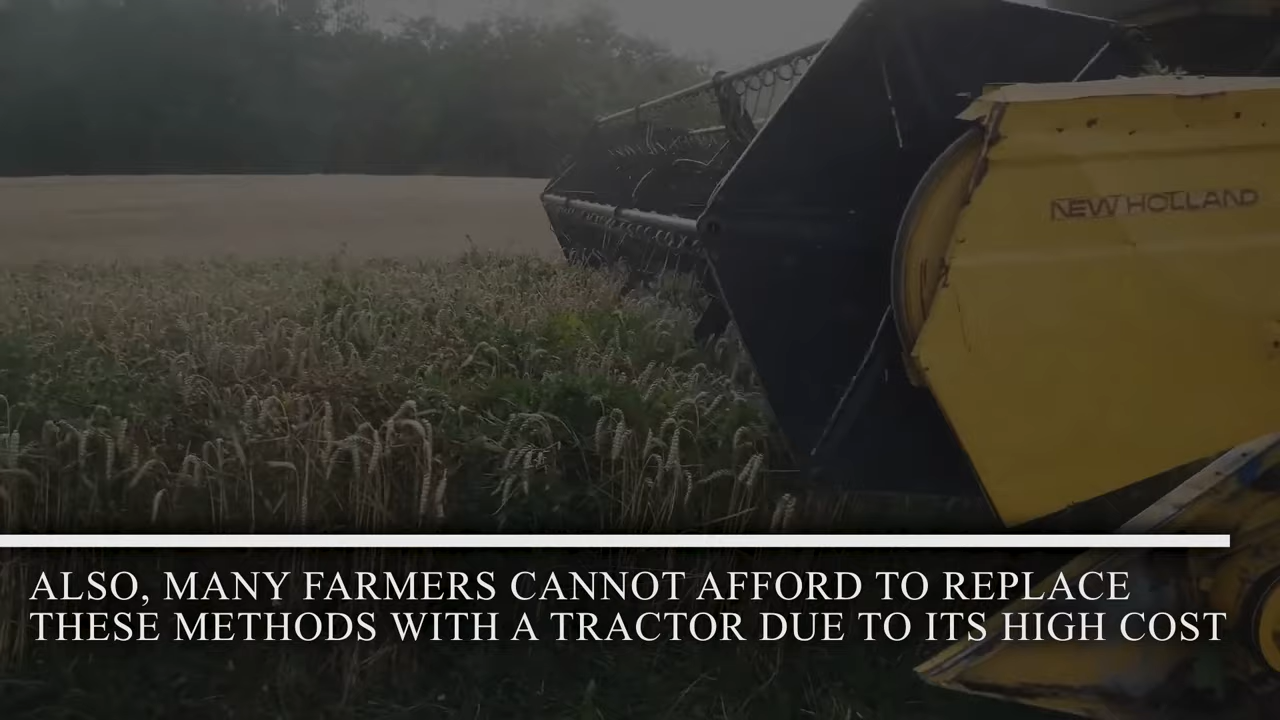 NEW HOLLAND
ALSO, MANY FARMERS CANNOT AFFORD TO REPLACE
THESE METHODS WITH A TRACTOR DUE TO ITS HIGH COST